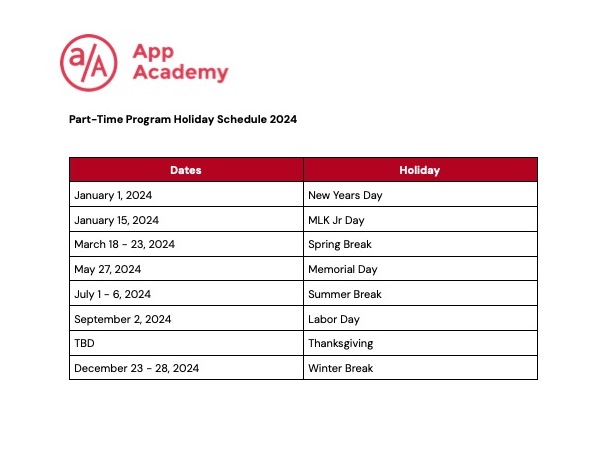 a/A
App
Academy
Part-Time Program Holiday Schedule 2024
Dates Holiday
January 1, 2024 New Years Day
January 15, 2024 MLK Jr Day
March 18 - 23, 2024 Spring Break
May 27, 2024 Memorial Day
July 1 - 6, 2024 Summer Break
September 2, 2024 Labor Day
TBD Thanksgiving
December 23 - 28, 2024 Winter Break